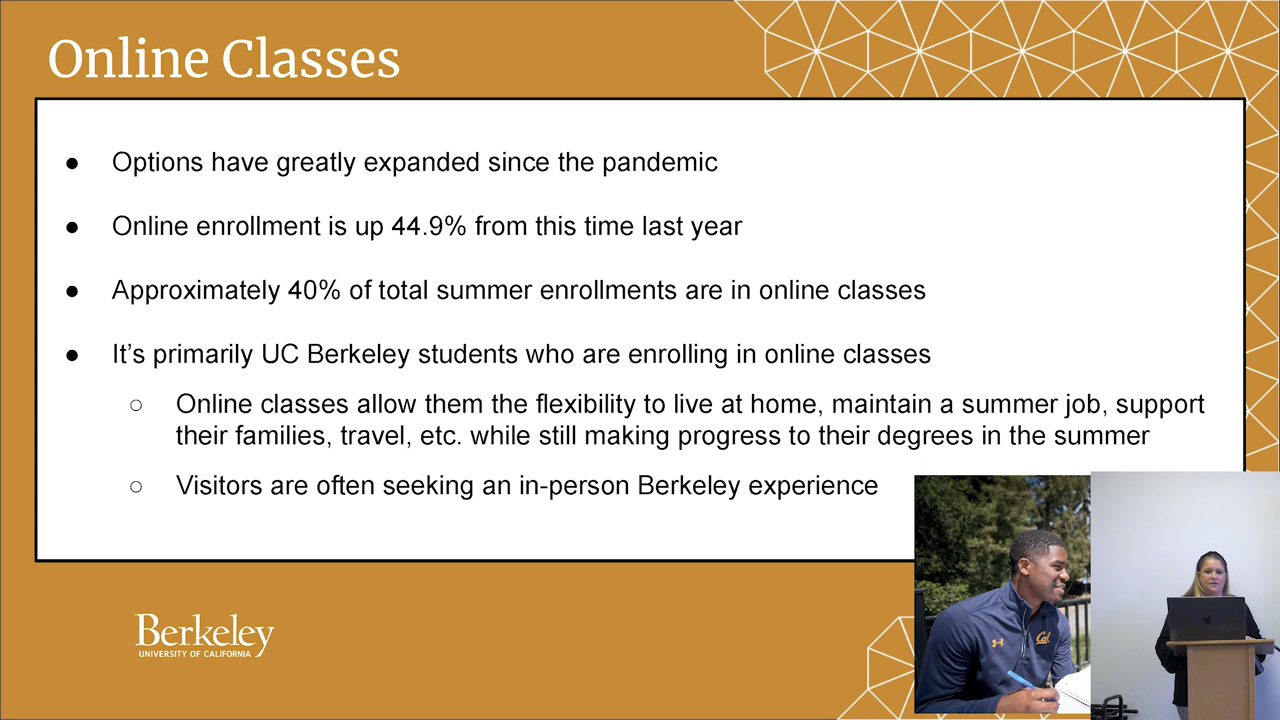 Online Classes
● Options have greatly expanded since the pandemic
● Online enrollment is up 44.9% from this time last year
● Approximately 40% of total summer enrollments are in online classes
● It's primarily UC Berkeley students who are enrolling in online classes
○ Online classes allow them the flexibility to live at home, maintain a summer job, support
their families, travel, etc. while still making progress to their degrees in the summer
○ Visitors are often seeking an in-person Berkeley experience
Berkeley
UNIVERSITY OF CALIFORNIA
Cal